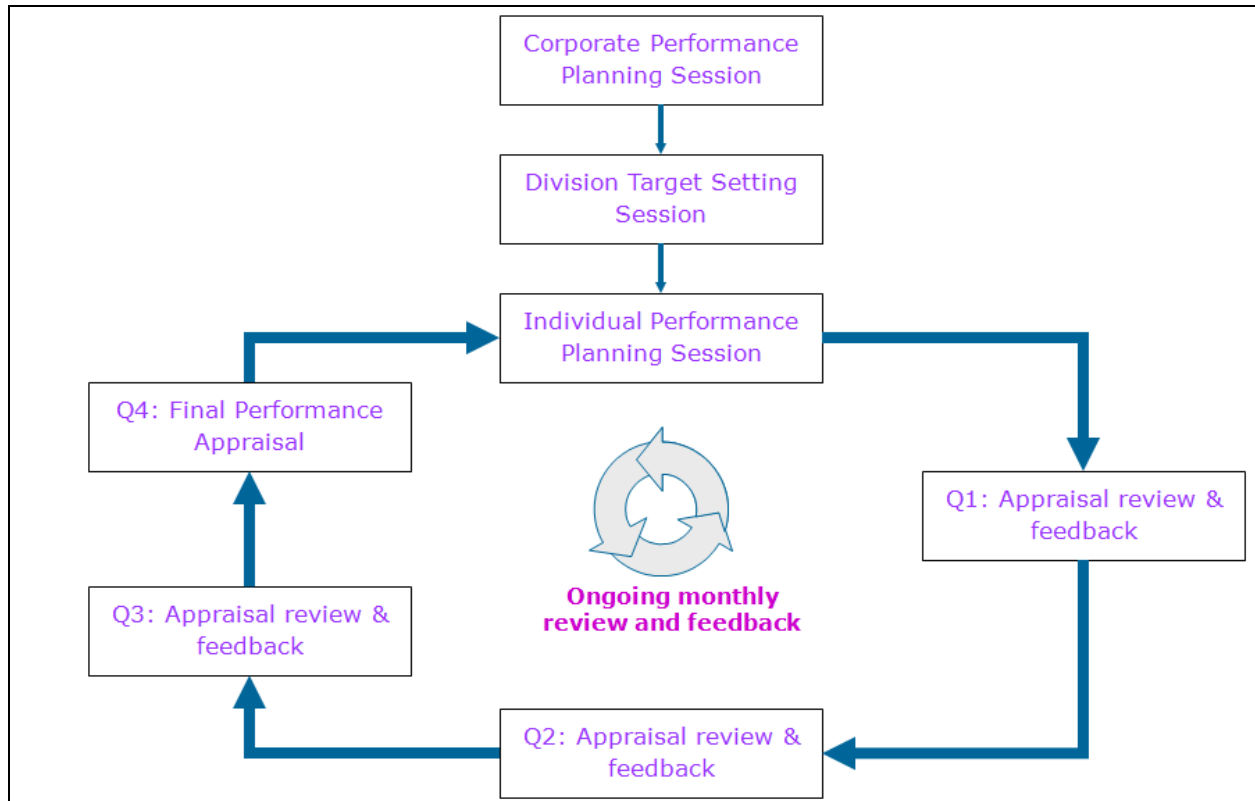 Corporate Performance
Planning Session
Division Target Setting
Session
Individual Performance
Planning Session
Q4: Final Performance
Appraisal
Q1: Appraisal review &
feedback
Ongoing monthly
review and feedback
Q3: Appraisal review &
feedback
Q2: Appraisal review &
feedback